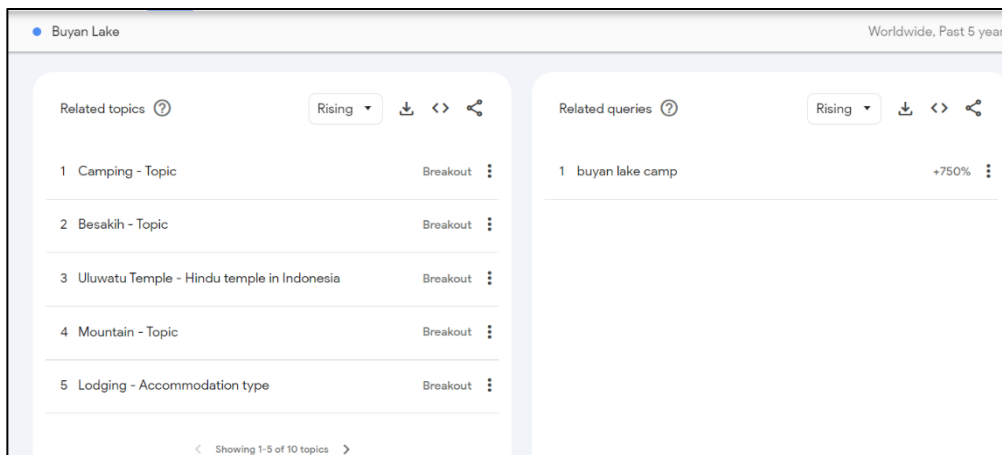 Buyan Lake
Worldwide, Past 5 year
Related topics
Rising
1 Camping - Topic Breakout
2 Besakih - Topic Breakout
3 Uluwatu Temple - Hindu temple in Indonesia Breakout
4 Mountain - Topic Breakout
5 Lodging - Accommodation type Breakout
Showing 1-5 of 10 topics
Related queries
Rising
1 buyan lake camp +750%